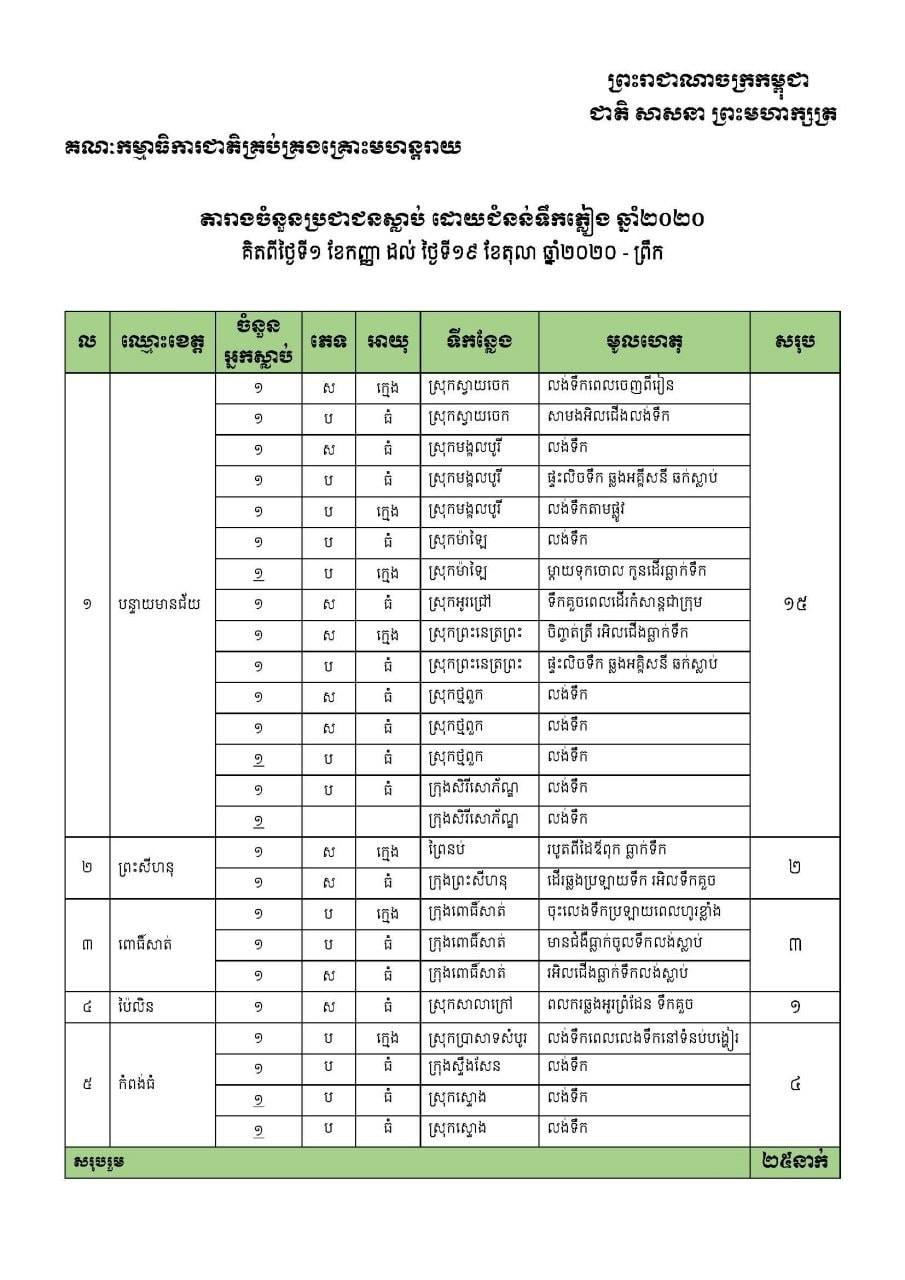 ព្រះរាជាណាចក្រកម្ពុជា
ជាតិ សាសនា ព្រះមហាក្សត្រ
គណៈកម្មាធិការជាតិគ្រប់គ្រងគ្រោះមហន្តរាយ
តារាងចំនួនប្រជាជនស្លាប់ ដោយជំនន់ទឹកភ្លៀង ឆ្នាំ២០២០
គិតពីថ្ងៃទី១ ខែកញ្ញា ដល់ ថ្ងៃទី១៩ ខែតុលា ឆ្នាំ២០២០ - ព្រឹក
ល ឈ្មោះខេត្ត ចំនួនអ្នកស្លាប់ ភេទ អាយុ ទីកន្លែង មូលហេតុ សរុប
១ ស ក្មេង ស្រុកស្វាយចេក លង់ទឹកពេលចេញពីរៀន
១ ប ធំ ស្រុកស្វាយចេក សាមងអិលជើងលង់ទឹក
១ ស ធំ ស្រុកមង្គលបូរី លង់ទឹក
១ ប ធំ ស្រុកមង្គលបូរី ផ្ទះលិចទឹក ឆ្លងអគ្គីសនី ឆក់ស្លាប់
១ ប ក្មេង ស្រុកមង្គលបូរី លង់ទឹកតាមផ្លូវ
១ ប ធំ ស្រុកម៉ាឡៃ លង់ទឹក
១ ប ក្មេង ស្រុកម៉ាឡៃ ម្តាយទុកចោល កូនដើរធ្លាក់ទឹក
១ បន្ទាយមានជ័យ ១ ស ធំ ស្រុកអូរជ្រៅ ទឹកគួចពេលដើរកំសាន្តជាក្រុម ១៥
១ ស ក្មេង ស្រុកព្រះនេត្រព្រះ ចិញ្ចត់ត្រី រអិលជើងធ្លាក់ទឹក
១ ប ធំ ស្រុកព្រះនេត្រព្រះ ផ្ទះលិចទឹក ឆ្លងអគ្គិសនី ឆក់ស្លាប់
១ ស ធំ ស្រុកថ្មពួក លង់ទឹក
១ ស ធំ ស្រុកថ្មពួក លង់ទឹក
១ ប ធំ ស្រុកថ្មពួក លង់ទឹក
១ ប ធំ ក្រុងសិរីសោភ័ណ្ឌ លង់ទឹក
១ ក្រុងសិរីសោភ័ណ្ឌ លង់ទឹក
២ ព្រះសីហនុ ១ ស ក្មេង ព្រៃនប់ របូតពីដៃឪពុក ធ្លាក់ទឹក ២
១ ស ធំ ក្រុងព្រះសីហនុ ដើរឆ្លងប្រឡាយទឹក រអិលទឹកគួច
១ ប ក្មេង ក្រុងពោធិ៍សាត់ ចុះលេងទឹកប្រឡាយពេលហូរខ្លាំង
៣ ពោធិ៍សាត់ ១ ប ធំ ក្រុងពោធិ៍សាត់ មានជំងឺធ្លាក់ចូលទឹកលង់ស្លាប់ ៣
១ ស ធំ ក្រុងពោធិ៍សាត់ រអិលជើងធ្លាក់ទឹកលង់ស្លាប់
៤ ប៉ៃលិន ១ ស ធំ ស្រុកសាលាក្រៅ ពលករឆ្លងអូរព្រំដែន ទឹកគួច ១
១ ប ក្មេង ស្រុកប្រាសាទសំបូរ លង់ទឹកពេលលេងទឹកនៅទំនប់បង្ហៀរ
៥ កំពង់ធំ ១ ប ធំ ក្រុងស្ទឹងសែន លង់ទឹក ៤
១ ប ធំ ស្រុកស្ទោង លង់ទឹក
១ ប ធំ ស្រុកស្ទោង លង់ទឹក
សរុបរួម ២៥នាក់